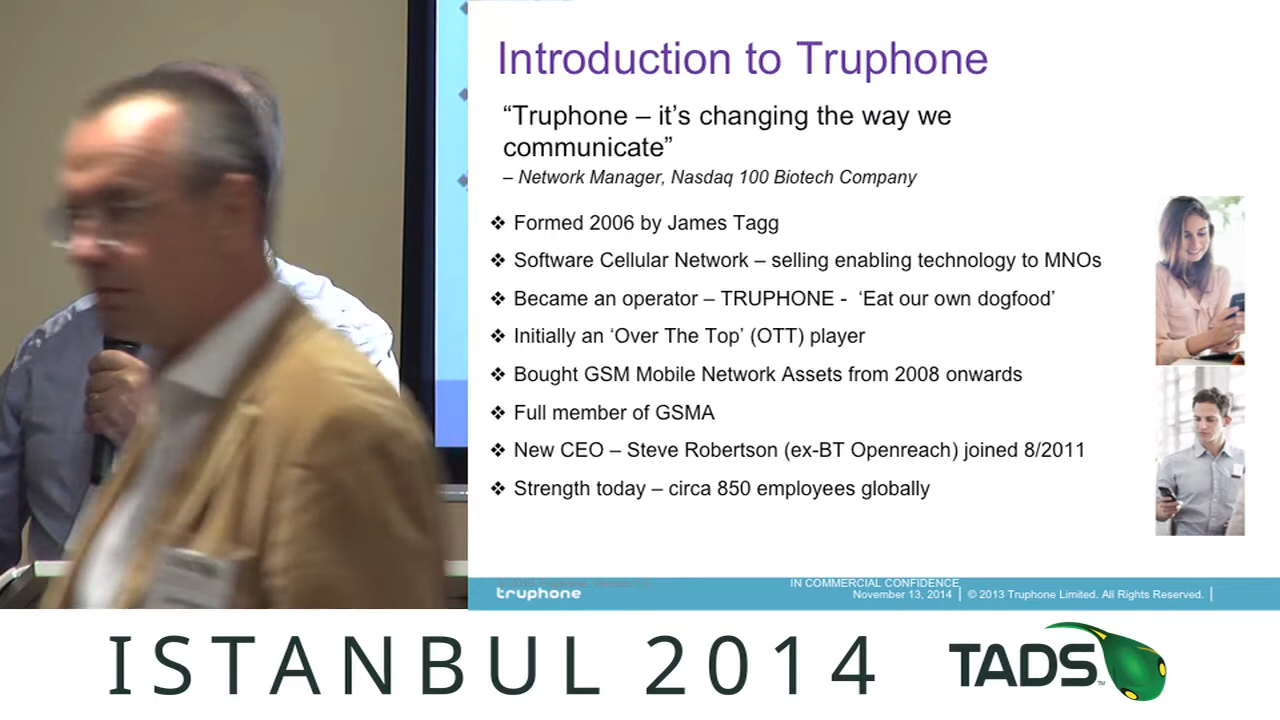 Introduction to Truphone
“Truphone – it’s changing the way we
communicate”
– Network Manager, Nasdaq 100 Biotech Company
❖ Formed 2006 by James Tagg
❖ Software Cellular Network – selling enabling technology to MNOs
❖ Became an operator – TRUPHONE - ‘Eat our own dogfood’
❖ Initially an ‘Over The Top’ (OTT) player
❖ Bought GSM Mobile Network Assets from 2008 onwards
❖ Full member of GSMA
❖ New CEO – Steve Robertson (ex-BT Openreach) joined 8/2011
❖ Strength today – circa 850 employees globally
truphone
IN COMMERCIAL CONFIDENCE
November 13, 2014 | © 2013 Truphone Limited. All Rights Reserved. |
ISTANBUL 2014
TADS™